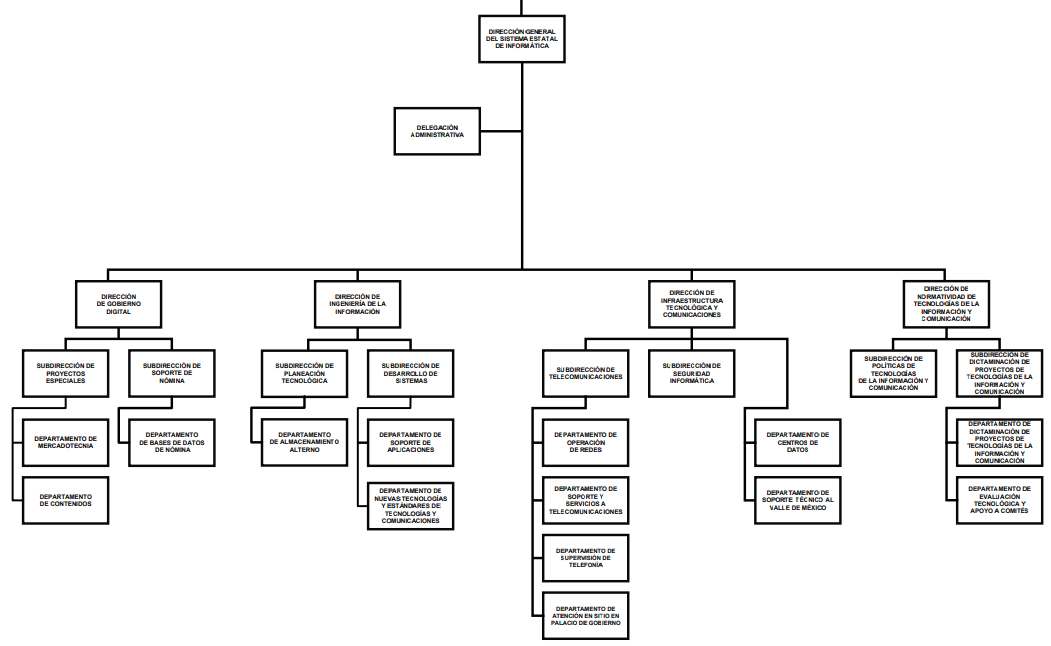 DIRECCIÓN GENERAL
DEL SISTEMA ESTATAL
DE INFORMÁTICA
DELEGACIÓN
ADMINISTRATIVA
DIRECCIÓN
DE GOBIERNO
DIGITAL
DIRECCIÓN DE
INGENIERÍA DE LA
INFORMACIÓN
DIRECCIÓN DE
INFRAESTRUCTURA
TECNOLÓGICA Y
COMUNICACIONES
DIRECCIÓN DE
NORMATIVIDAD DE
TECNOLOGÍAS DE LA
INFORMACIÓN Y
COMUNICACIÓN
SUBDIRECCIÓN DE
PROYECTOS
ESPECIALES
SUBDIRECCIÓN DE
SOPORTE DE
NÓMINA
SUBDIRECCIÓN DE
PLANEACIÓN
TECNOLÓGICA
SUBDIRECCIÓN DE
DESARROLLO DE
SISTEMAS
SUBDIRECCIÓN DE
TELECOMUNICACIONES
SUBDIRECCIÓN DE
SEGURIDAD
INFORMÁTICA
SUBDIRECCIÓN DE
POLÍTICAS DE
TECNOLOGÍAS
DE LA INFORMACIÓN Y
COMUNICACIÓN
SUBDIRECCIÓN DE
DICTAMINACIÓN DE
PROYECTOS DE
TECNOLOGÍAS DE LA
INFORMACIÓN Y
COMUNICACIÓN
DEPARTAMENTO DE
MERCADOTECNIA
DEPARTAMENTO
DE BASES DE DATOS
DE NÓMINA
DEPARTAMENTO
DE ALMACENAMIENTO
ALTERNO
DEPARTAMENTO DE
SOPORTE DE
APLICACIONES
DEPARTAMENTO DE
OPERACIÓN
DE REDES
DEPARTAMENTO DE
CENTROS DE
DATOS
DEPARTAMENTO DE
DICTAMINACIÓN DE
PROYECTOS DE
TECNOLOGÍAS DE LA
INFORMACIÓN Y
COMUNICACIÓN
DEPARTAMENTO
DE CONTENIDOS
DEPARTAMENTO DE
NUEVAS TECNOLOGÍAS
Y ESTÁNDARES DE
TECNOLOGÍAS Y
COMUNICACIONES
DEPARTAMENTO DE
SOPORTE Y
SERVICIOS A
TELECOMUNICACIONES
DEPARTAMENTO DE
SOPORTE TÉCNICO AL
VALLE DE MÉXICO
DEPARTAMENTO DE
EVALUACIÓN
TECNOLÓGICA Y
APOYO A COMITÉS
DEPARTAMENTO DE
SUPERVISIÓN DE
TELEFONÍA
DEPARTAMENTO DE
ATENCIÓN EN SITIO EN
PALACIO DE GOBIERNO